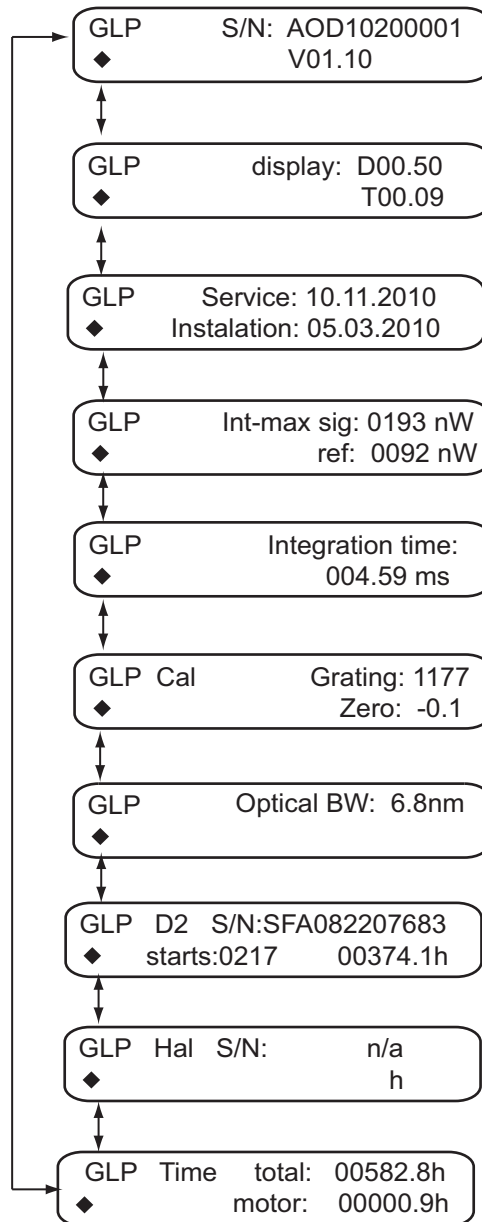 GLP S/N: AOD10200001
◆ V01.10
GLP display: D00.50
◆ T00.09
GLP Service: 10.11.2010
◆ Instalation: 05.03.2010
GLP Int-max sig: 0193 nW
◆ ref: 0092 nW
GLP Integration time:
◆ 004.59 ms
GLP Cal Grating: 1177
◆ Zero: -0.1
GLP Optical BW: 6.8nm
◆
GLP D2 S/N:SFA082207683
◆ starts:0217 00374.1h
GLP Hal S/N: n/a
◆ h
GLP Time total: 00582.8h
◆ motor: 00000.9h